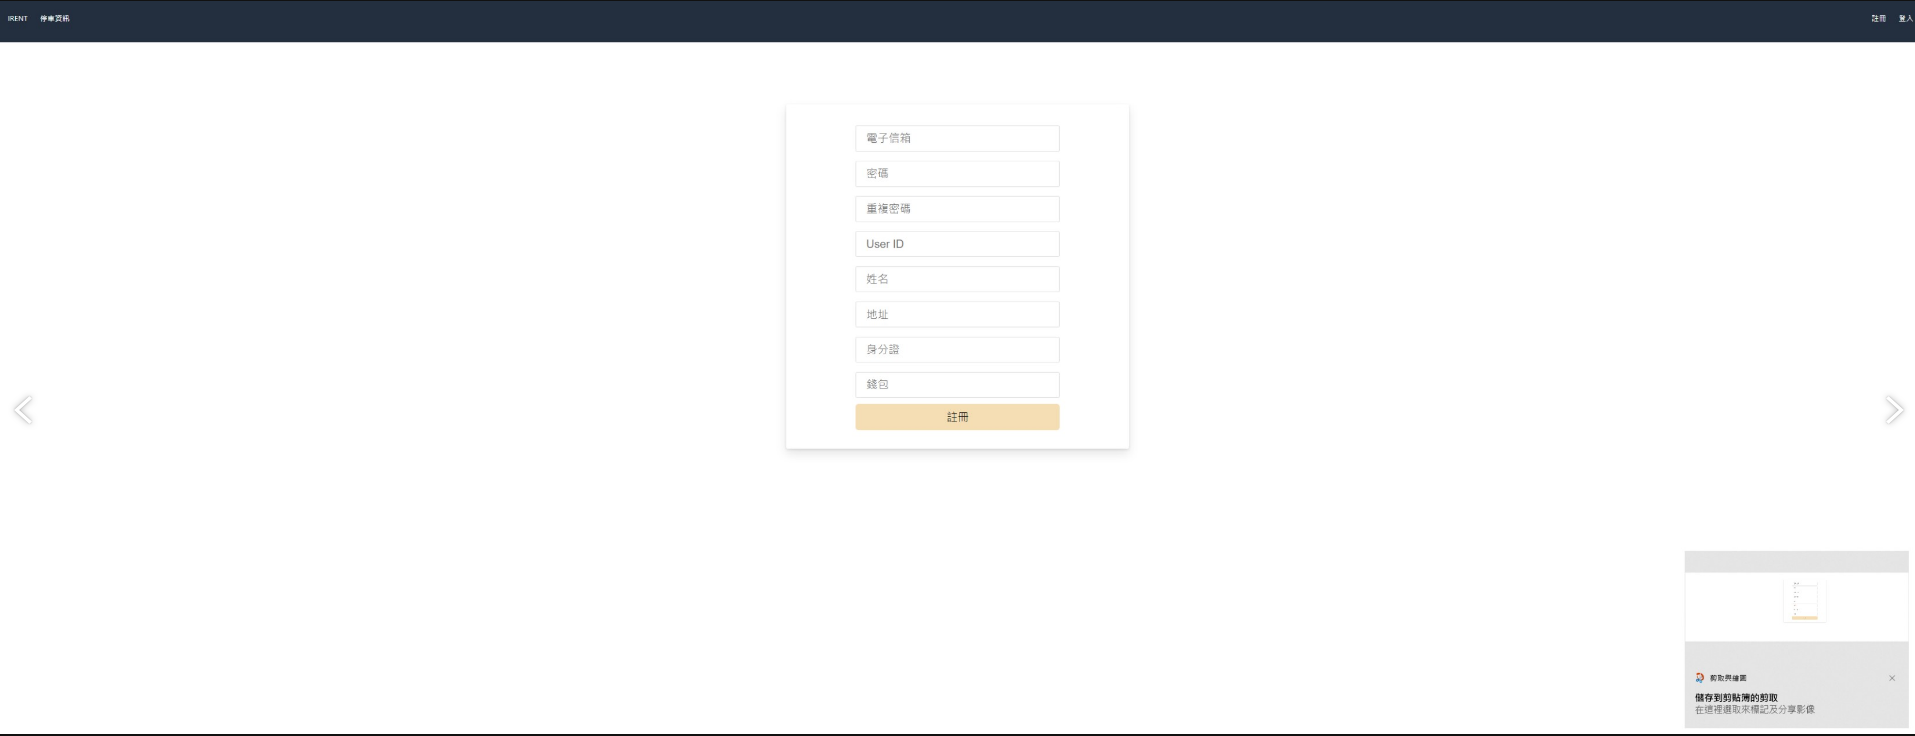 IRENT 停車資訊 註冊 登入
電子信箱
密碼
重複密碼
User ID
姓名
地址
身分證
錢包
註冊
剪取與繪圖
儲存到剪貼簿的剪取
在這裡選取來標記及分享影像